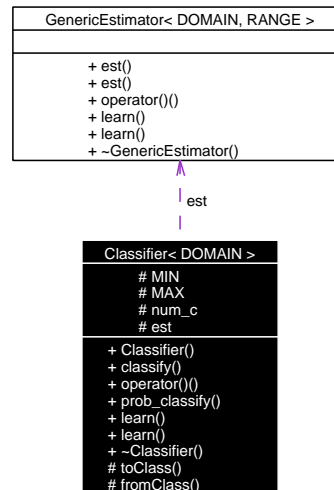 GenericEstimator< DOMAIN, RANGE >
+ est()
+ est()
+ operator()()
+ learn()
+ learn()
+ ~GenericEstimator()
est
Classifier< DOMAIN >
# MIN
# MAX
# num_c
# est
+ Classifier()
+ classify()
+ operator()()
+ prob_classify()
+ learn()
+ learn()
+ ~Classifier()
# toClass()
# fromClass()